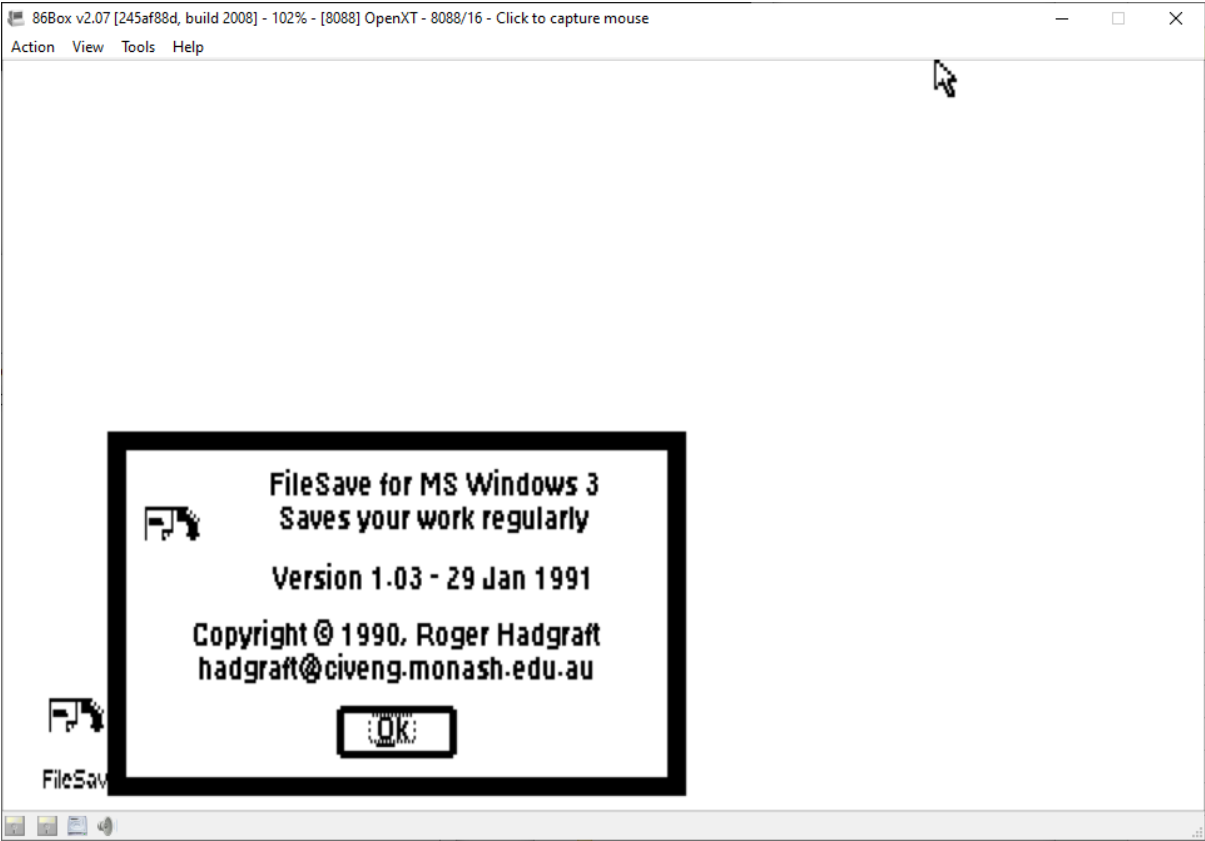 86Box v2.07 [245af88d, build 2008] - 102% - [8088] OpenXT - 8088/16 - Click to capture mouse
Action View Tools Help
FileSave for MS Windows 3
Saves your work regularly
Version 1.03 - 29 Jan 1991
Copyright © 1990, Roger Hadgraft
hadgraft@civeng.monash.edu.au
Ok
FileSav